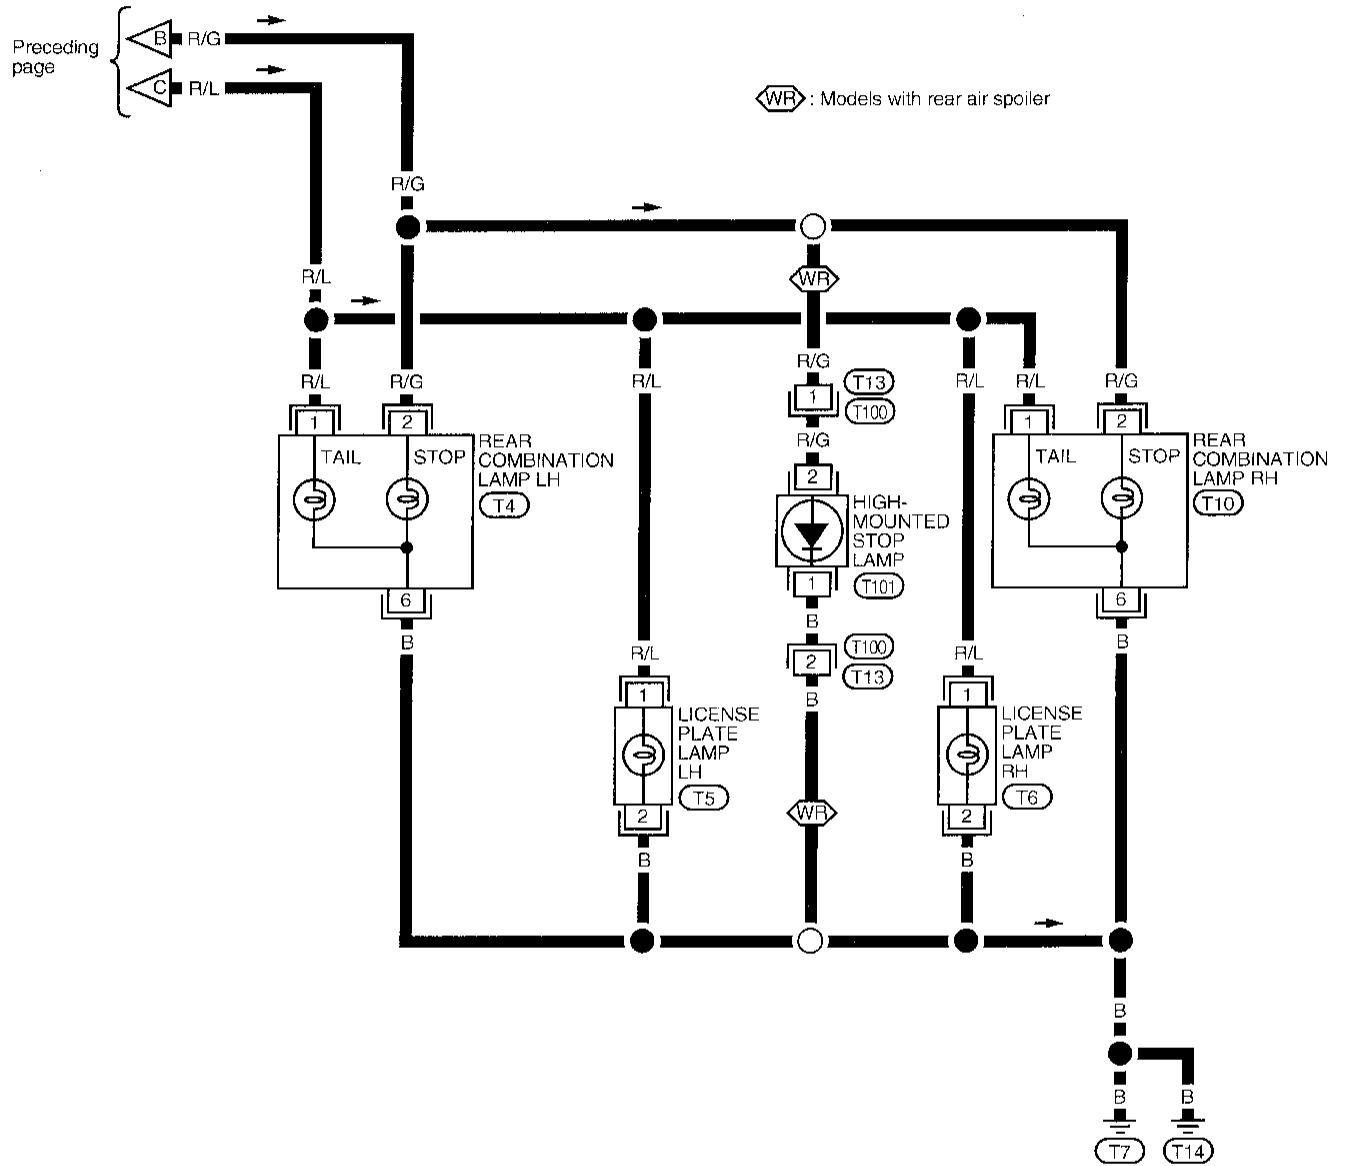 Preceding
page
B R/G
C R/L
WR : Models with rear air spoiler
R/G
R/L
WR
R/L
R/G
R/L
R/G
R/L
R/L
R/G
1
2
1
T13
T100
1
2
R/G
TAIL
STOP
REAR
COMBINATION
LAMP LH
T4
2
HIGH-
MOUNTED
STOP
LAMP
T101
1
TAIL
STOP
REAR
COMBINATION
LAMP RH
T10
6
B
B
6
B
R/L
2
T100
T13
B
R/L
1
LICENSE
PLATE
LAMP
LH
T5
2
B
WR
1
LICENSE
PLATE
LAMP
RH
T6
2
B
B
B
B
T7
T14